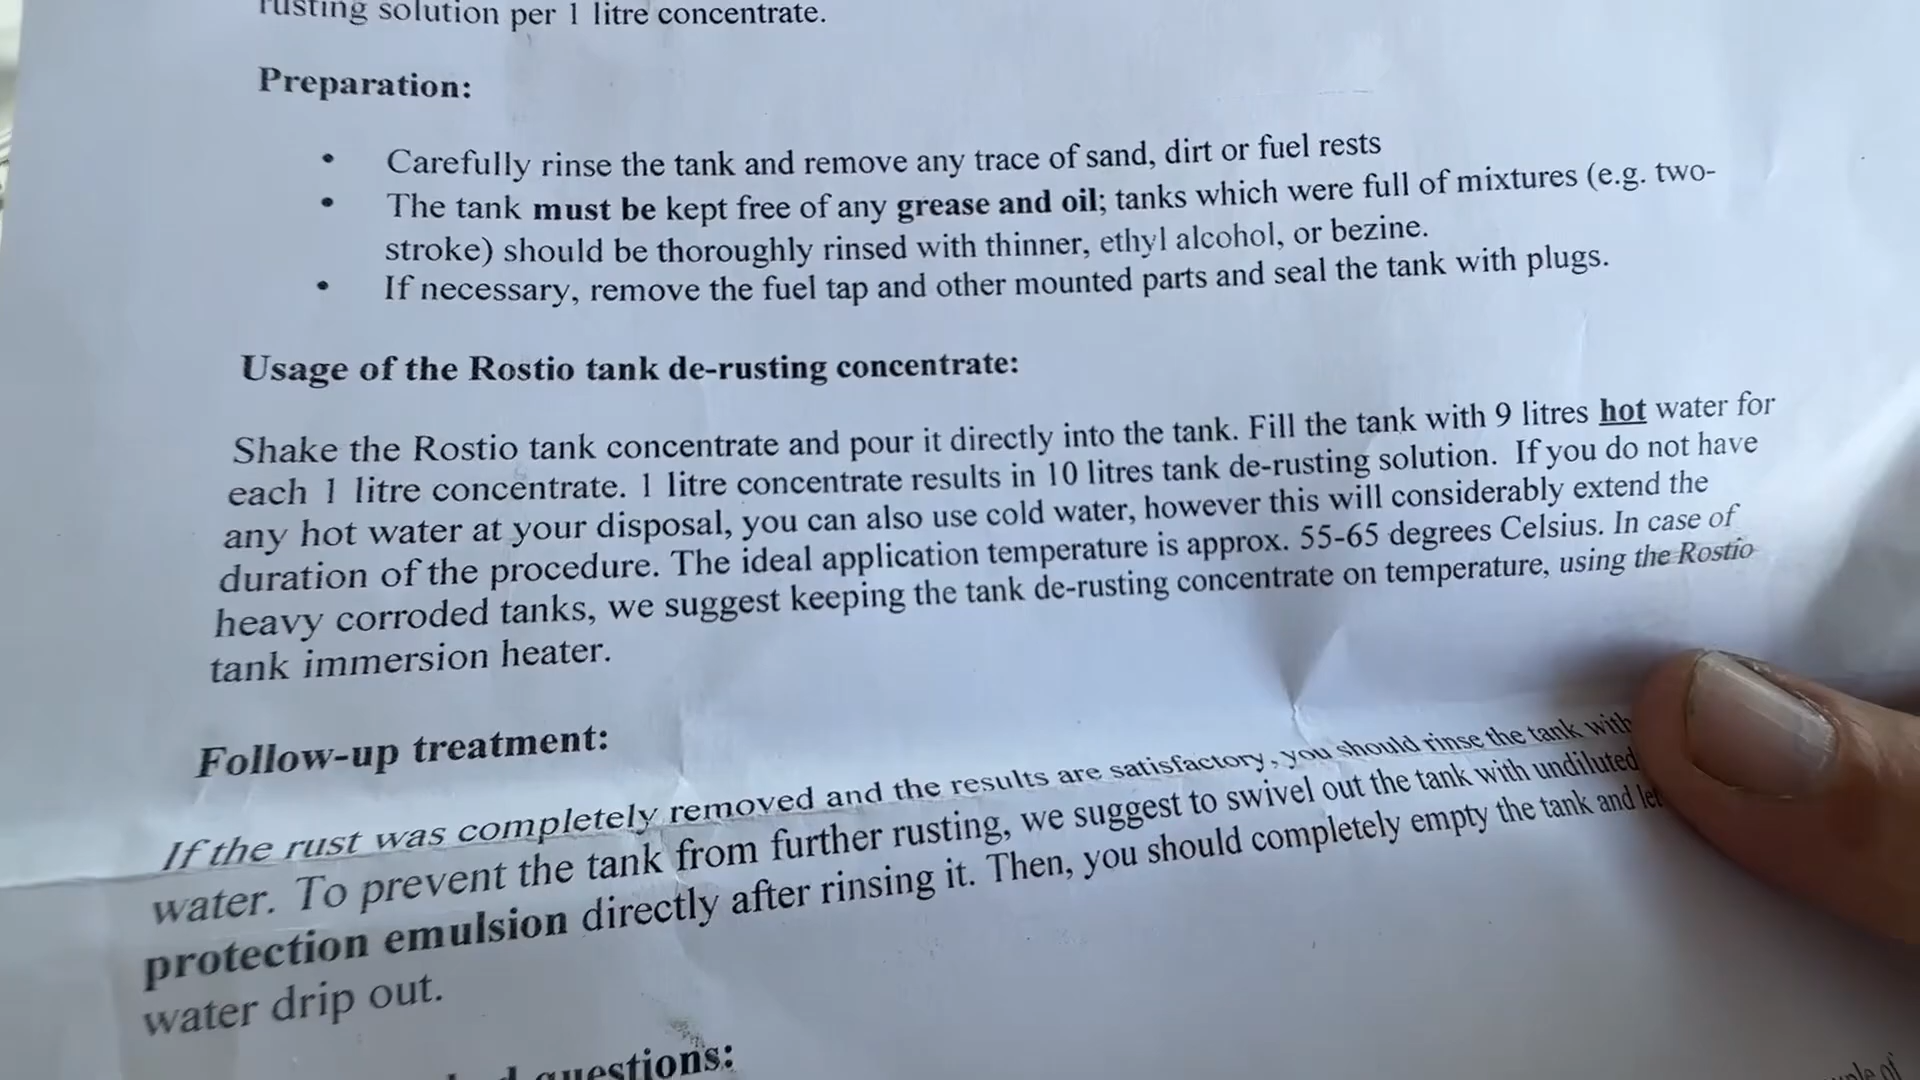 rusting solution per 1 litre concentrate.
Preparation:
• Carefully rinse the tank and remove any trace of sand, dirt or fuel rests
• The tank must be kept free of any grease and oil; tanks which were full of mixtures (e.g. two-
stroke) should be thoroughly rinsed with thinner, ethyl alcohol, or bezine.
• If necessary, remove the fuel tap and other mounted parts and seal the tank with plugs.
Usage of the Rostio tank de-rusting concentrate:
Shake the Rostio tank concentrate and pour it directly into the tank. Fill the tank with 9 litres hot water for
each 1 litre concentrate. 1 litre concentrate results in 10 litres tank de-rusting solution. If you do not have
any hot water at your disposal, you can also use cold water, however this will considerably extend the
duration of the procedure. The ideal application temperature is approx. 55-65 degrees Celsius. In case of
heavy corroded tanks, we suggest keeping the tank de-rusting concentrate on temperature, using the Rostio
tank immersion heater.
Follow-up treatment:
If the rust was completely removed and the results are satisfactory, you should rinse the tank with
water. To prevent the tank from further rusting, we suggest to swivel out the tank with undiluted
protection emulsion directly after rinsing it. Then, you should completely empty the tank and let
water drip out.
questions: